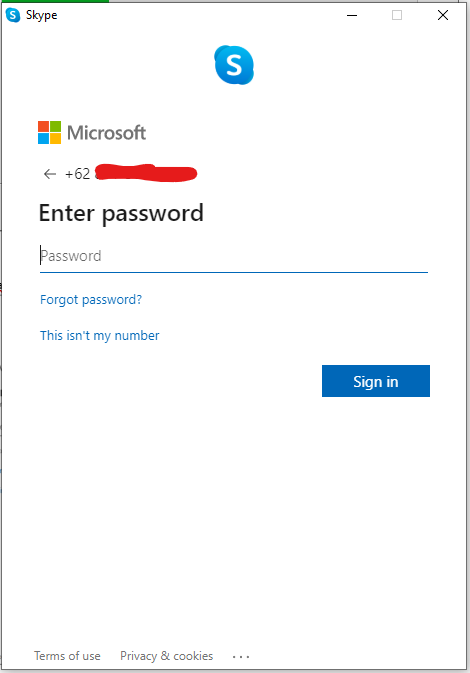 Skype
S
Microsoft
+62
Enter password
Password
Forgot password?
This isn't my number
Sign in
Terms of use Privacy & cookies ...